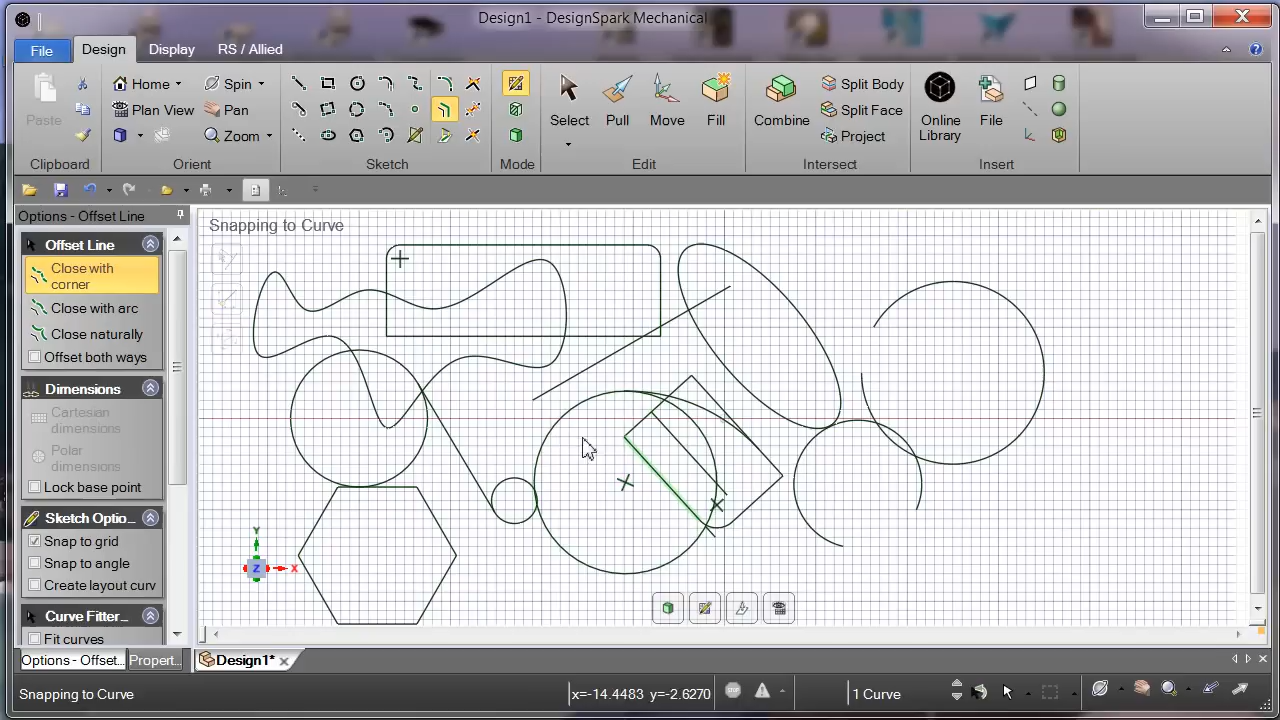 Design1 - DesignSpark Mechanical
File
Design
Display
RS / Allied
Paste
Clipboard
Home
Spin
Plan View
Pan
Zoom
Orient
Sketch
Mode
Select
Pull
Move
Fill
Edit
Combine
Split Body
Split Face
Project
Intersect
Online
Library
File
Insert
Options - Offset Line
Offset Line
Close with
corner
Close with arc
Close naturally
Offset both ways
Dimensions
Cartesian
dimensions
Polar
dimensions
Lock base point
Sketch Optio...
Snap to grid
Snap to angle
Create layout curv
Curve Fitter...
Fit curves
Options - Offset...
Propert...
Snapping to Curve
Y
Z
X
Design1*
Snapping to Curve
x=-14.4483 y=-2.6270
STOP
1 Curve